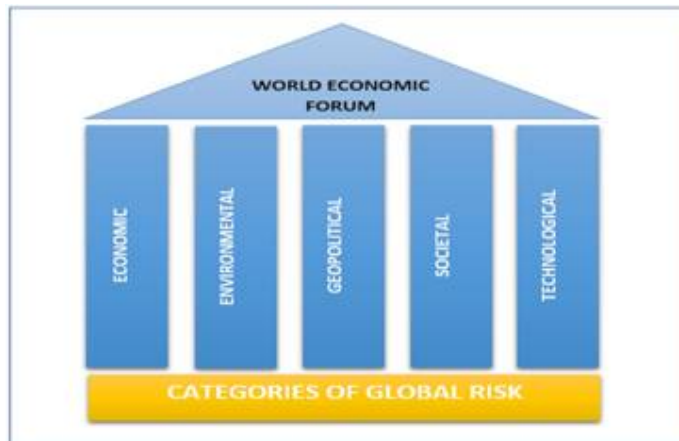 WORLD ECONOMIC
FORUM
ECONOMIC
ENVIRONMENTAL
GEOPOLITICAL
SOCIETAL
TECHNOLOGICAL
CATEGORIES OF GLOBAL RISK